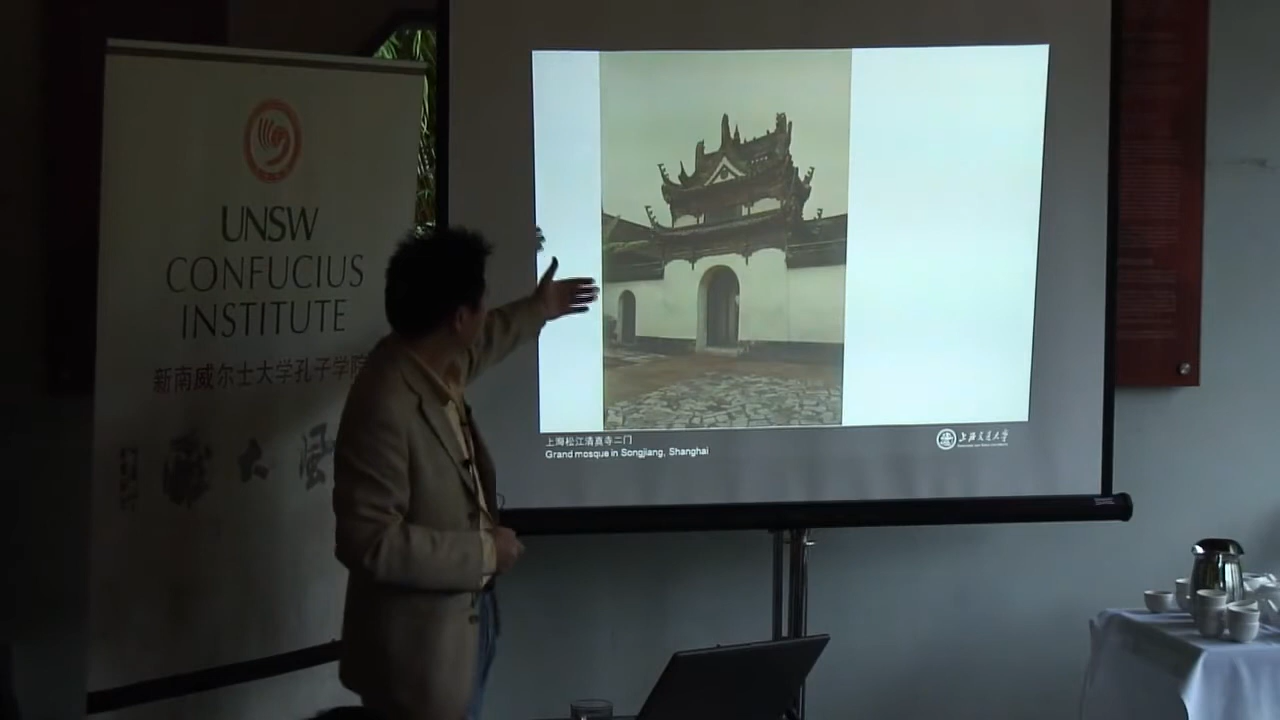 UNSW
CONFUCIUS
INSTITUTE
新南威尔士大学孔子学院
上海松江清真寺二门
Grand mosque in Songjiang, Shanghai
上海交通大学